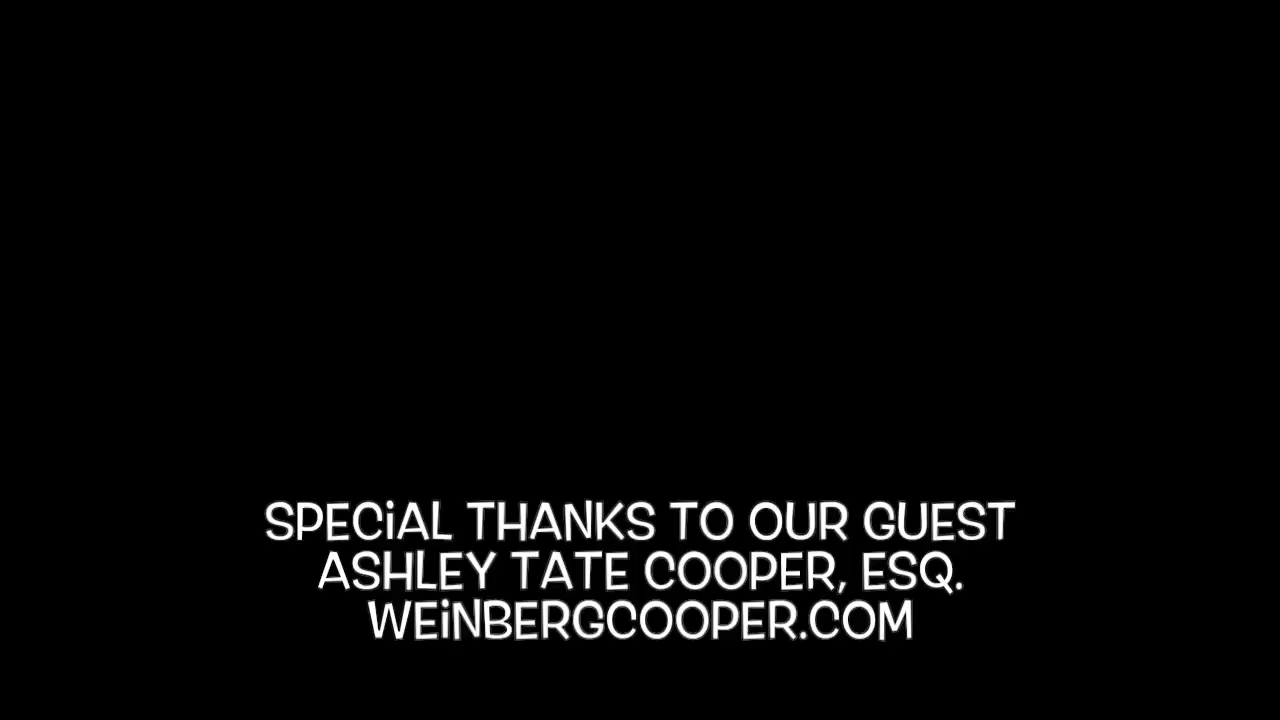 SPECiAL THANKS TO OUR GUEST
ASHLEY TATE COOPER, ESQ.
WEiNBERGCOOPER.COM